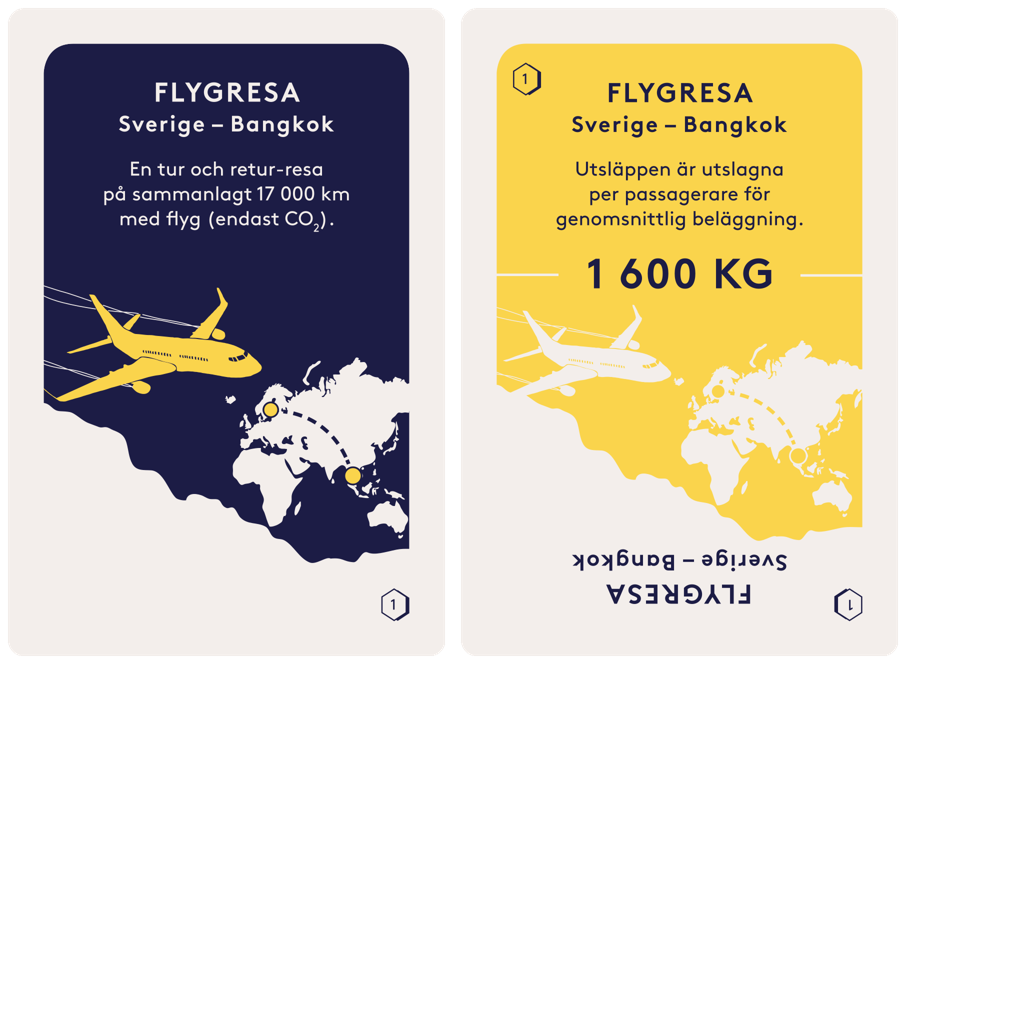 FLYGRESA
Sverige – Bangkok
En tur och retur-resa
på sammanlagt 17 000 km
med flyg (endast CO₂).
1
1
FLYGRESA
Sverige – Bangkok
Utsläppen är utslagna
per passagerare för
genomsnittlig beläggning.
1 600 KG
FLYGRESA
Sverige – Bangkok
1